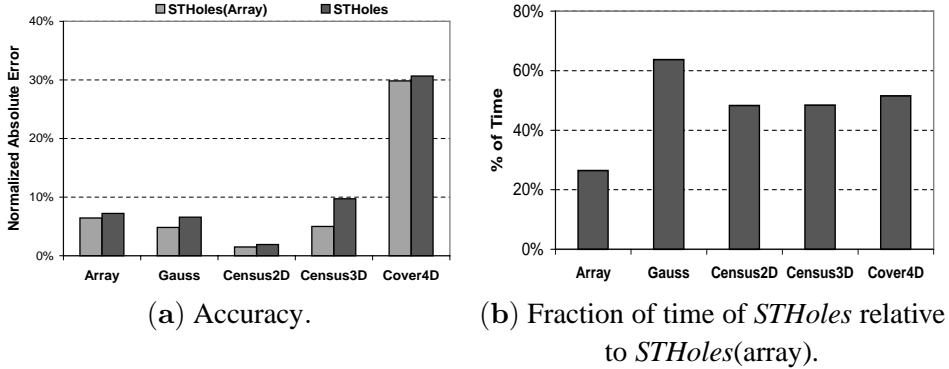 STHoles(Array) STHoles
Normalized Absolute Error
40%
30%
20%
10%
0%
Array Gauss Census2D Census3D Cover4D
(a) Accuracy.
% of Time
80%
60%
40%
20%
0%
Array Gauss Census2D Census3D Cover4D
(b) Fraction of time of STHoles relative
to STHoles(array).